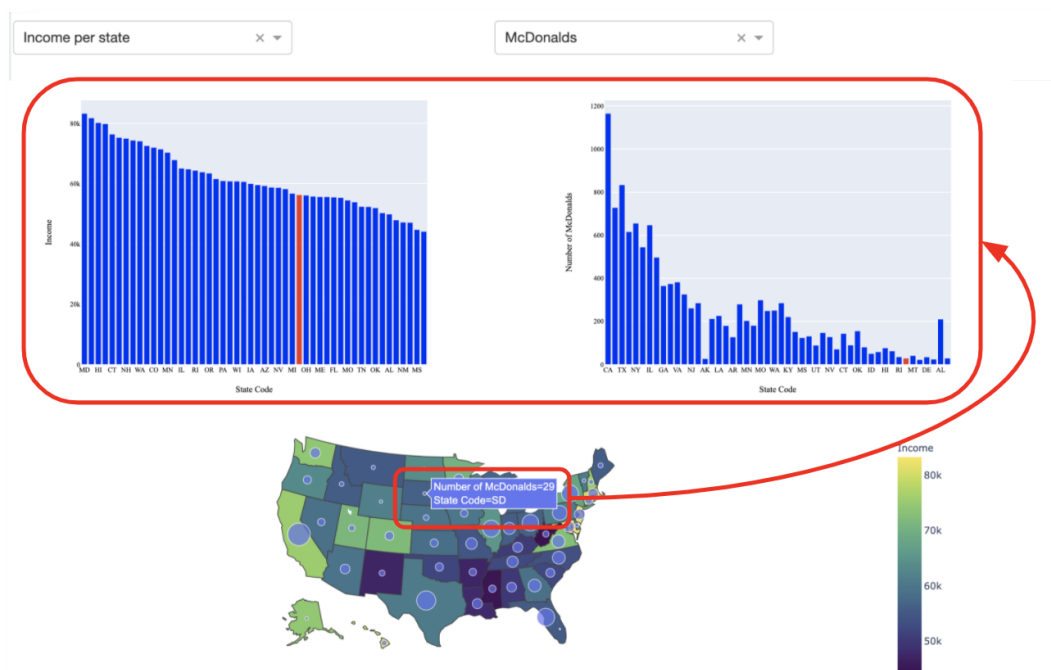 Income per state
McDonalds
80k
60k
40k
20k
0
Income
MD HI CT NH WA CO MN IL RI OR PA WI IA AZ NV MI OH ME FL MO TN OK AL NM MS
State Code
1200
1000
800
600
400
200
0
Number of McDonalds
CA TX NY IL GA VA NJ AK LA AR MN MO WA KY MS UT NV CT OK ID HI RI MT DE AL
State Code
Number of McDonalds=29
State Code=SD
Income
80k
70k
60k
50k